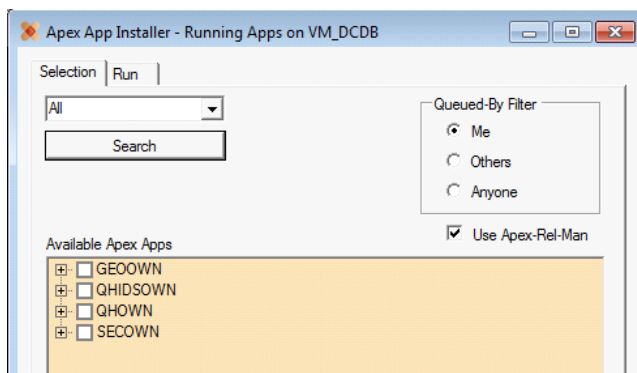 Apex App Installer - Running Apps on VM_DCDB
Selection
Run
All
Search
Queued-By Filter
Me
Others
Anyone
Use Apex-Rel-Man
Available Apex Apps
GEOOWN
QHIDSOWN
QHOWN
SECOWN